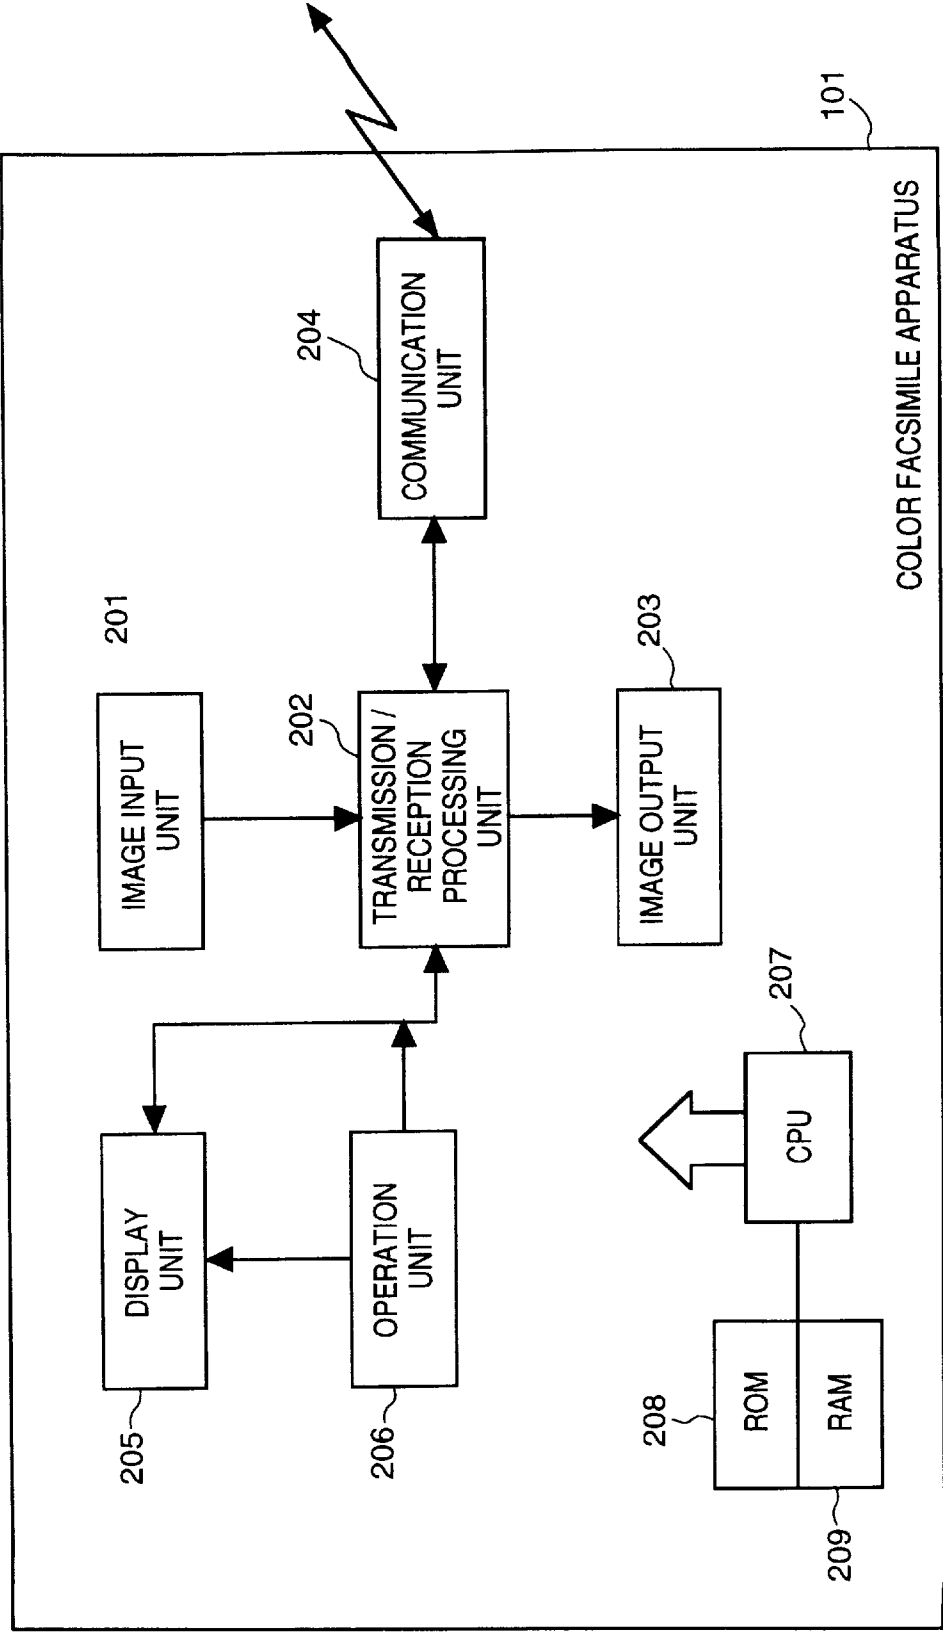 201
IMAGE INPUT
UNIT
205
DISPLAY
UNIT
202
TRANSMISSION /
RECEPTION
PROCESSING
UNIT
204
COMMUNICATION
UNIT
206
OPERATION
UNIT
203
IMAGE OUTPUT
UNIT
207
CPU
208
ROM
RAM
209
101
COLOR FACSIMILE APPARATUS